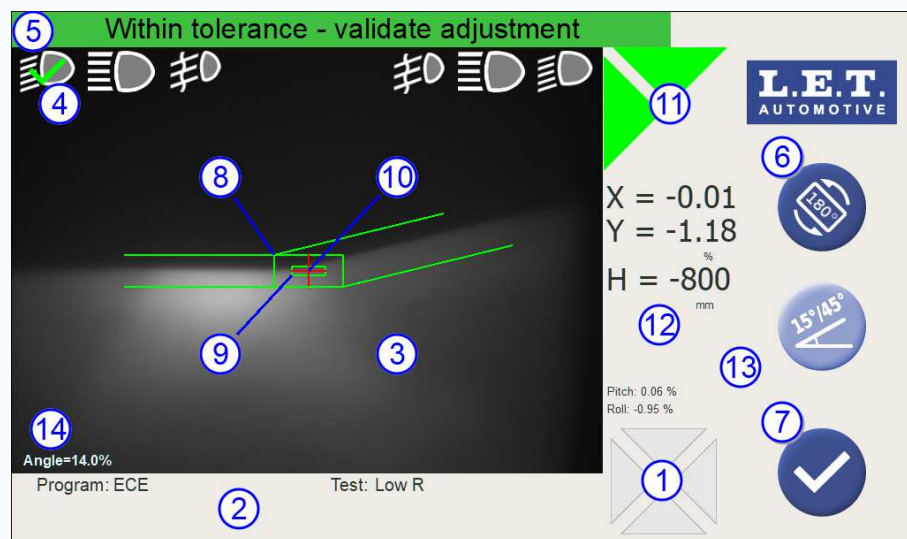 Within tolerance - validate adjustment
5
4
11
L.E.T.
AUTOMOTIVE
6
180°
8
10
X = -0.01
Y = -1.18
%
H = -800
mm
12
15°/45°
9
3
13
Pitch: 0.06 %
Roll: -0.95 %
14
Angle=14.0%
7
Program: ECE
Test: Low R
2
1